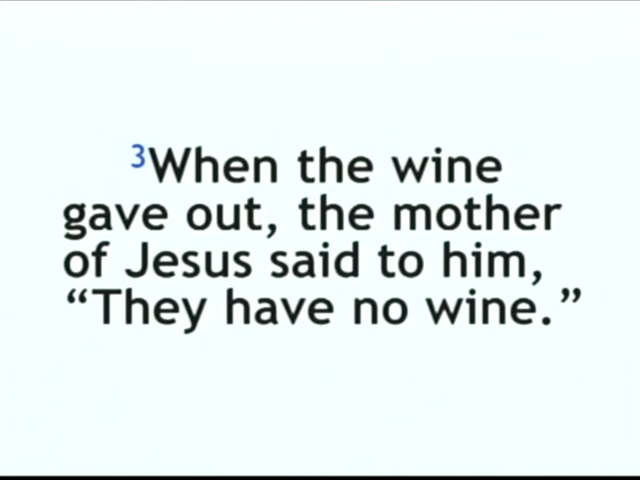 ³When the wine
gave out, the mother
of Jesus said to him,
“They have no wine.”